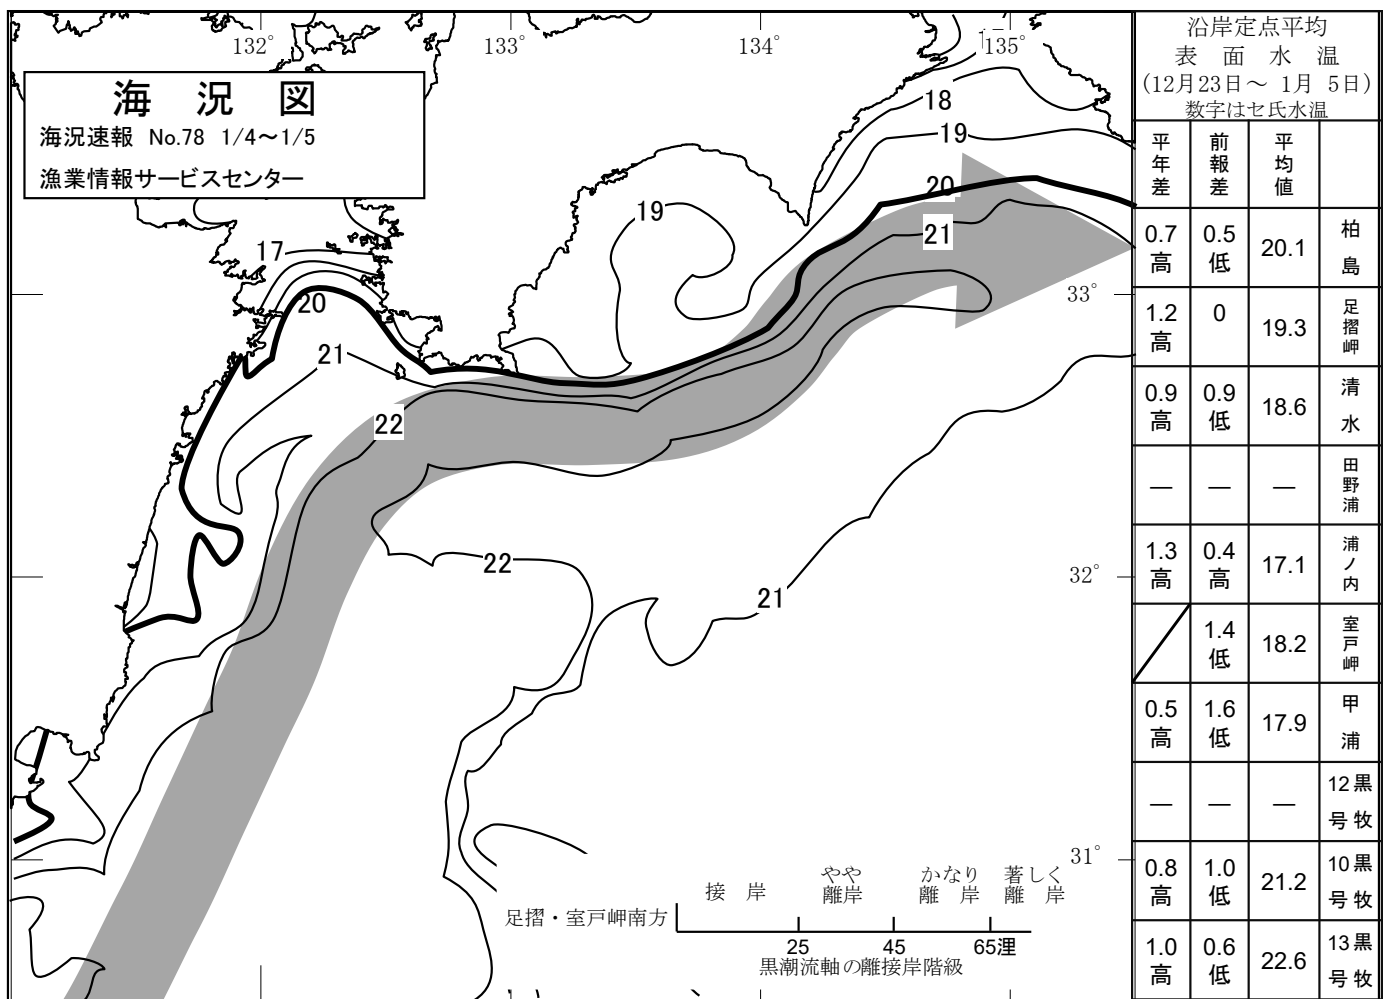 海 況 図
海況速報 No.78 1/4～1/5
漁業情報サービスセンター
132°
133°
134°
135°
18
19
20
21
19
17
20
21
22
33°
22
21
32°
31°
接 岸
やや
離岸
かなり
離 岸
著しく
離 岸
足摺・室戸岬南方
25 45 65浬
黒潮流軸の離接岸階級
沿岸定点平均
表 面 水 温
(12月23日～ 1月 5日)
数字はセ氏水温
平年差 前報差 平均値
0.7高 0.5低 20.1 柏島
1.2高 0 19.3 足摺岬
0.9高 0.9低 18.6 清水
― ― ― 田野浦
1.3高 0.4高 17.1 浦ノ内
1.4低 18.2 室戸岬
0.5高 1.6低 17.9 甲浦
― ― ― 黒牧12号
0.8高 1.0低 21.2 黒牧10号
1.0高 0.6低 22.6 黒牧13号